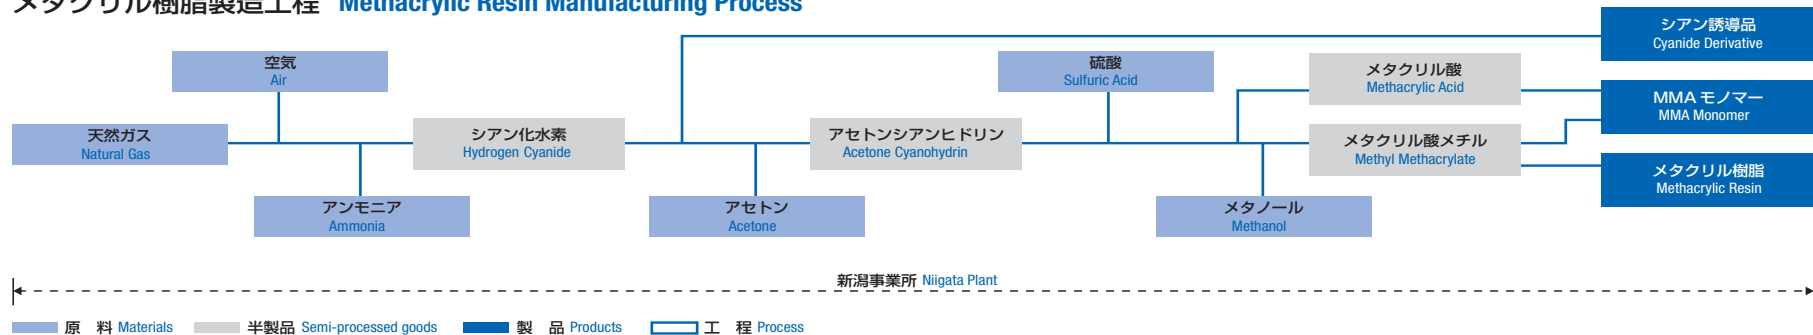 メタクリル樹脂製造工程 Methacrylic Resin Manufacturing Process
シアン誘導品
Cyanide Derivative
空気
Air
硫酸
Sulfuric Acid
メタクリル酸
Methacrylic Acid
MMA モノマー
MMA Monomer
天然ガス
Natural Gas
シアン化水素
Hydrogen Cyanide
アセトンシアンヒドリン
Acetone Cyanohydrin
メタクリル酸メチル
Methyl Methacrylate
メタクリル樹脂
Methacrylic Resin
アンモニア
Ammonia
アセトン
Acetone
メタノール
Methanol
新潟事業所 Niigata Plant
原 料 Materials 半製品 Semi-processed goods 製 品 Products 工 程 Process